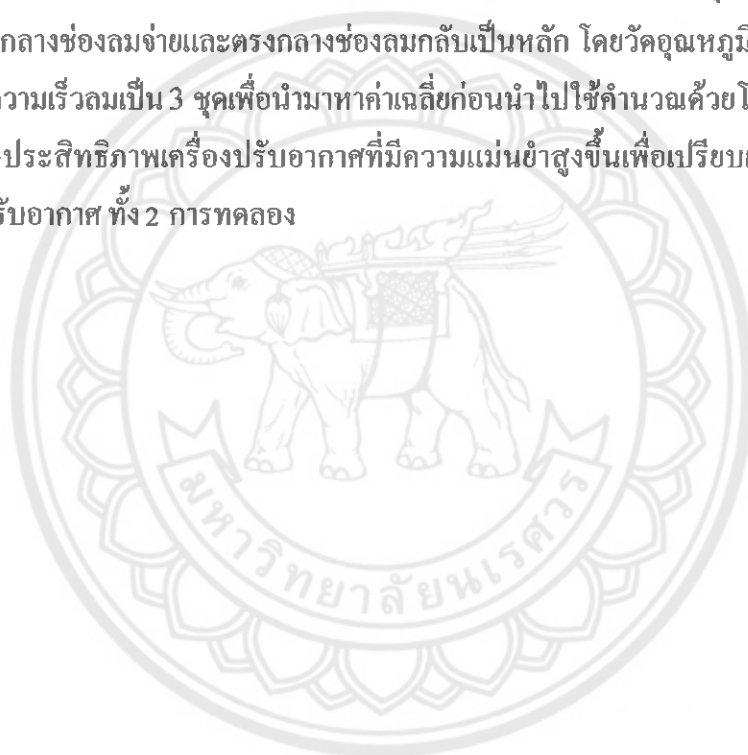 กลางช่องลมจ่ายและตรงกลางช่องลมกลับเป็นหลัก โดยวัดอุณหภูมิ
ความเร็วลมเป็น 3 ชุดเพื่อนำมาหาค่าเฉลี่ยก่อนนำไปใช้คำนวณด้วย
ประสิทธิภาพเครื่องปรับอากาศที่มีความแม่นยำสูงขึ้นเพื่อ
รับอากาศ ทั้ง 2 การทดลอง
มหาวิทยาลัยนเรศวร